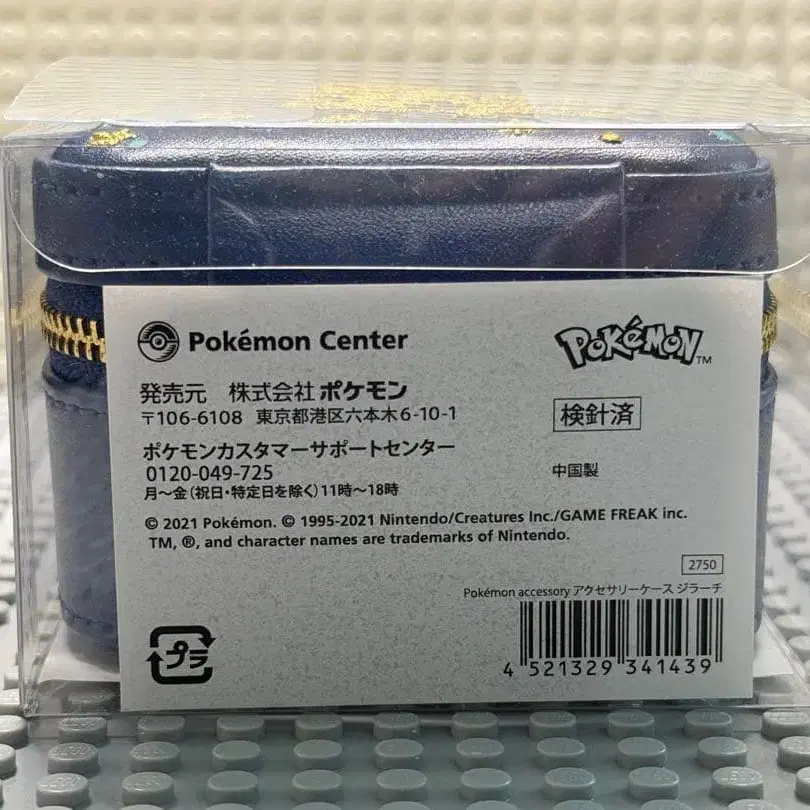 Pokémon Center
POKéMON TM
発売元 株式会社ポケモン
〒106-6108 東京都港区六本木6-10-1
検針済
ポケモンカスタマーサポートセンター
0120-049-725
中国製
月～金（祝日・特定日を除く）11時～18時
© 2021 Pokémon. © 1995-2021 Nintendo/Creatures Inc./GAME FREAK inc.
TM, ®, and character names are trademarks of Nintendo.
2750
Pokémon accessory アクセサリーケース ジラーチ
プラ
4 521329 341439